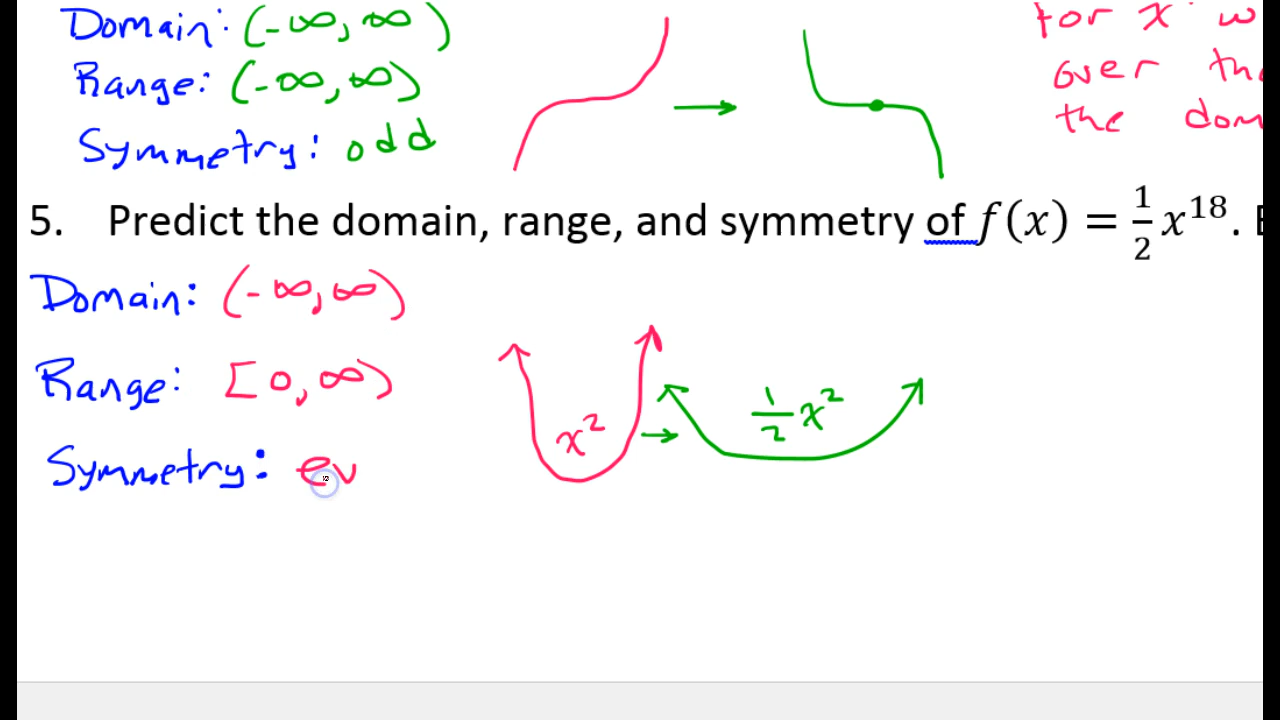 Domain: (-∞, ∞)
Range: (-∞, ∞)
Symmetry: odd
for x w
over the
the dom
5. Predict the domain, range, and symmetry of f(x) = 1/2 x^18. E
Domain: (-∞, ∞)
Range: [0, ∞)
Symmetry: ev
x^2
1/2 x^2